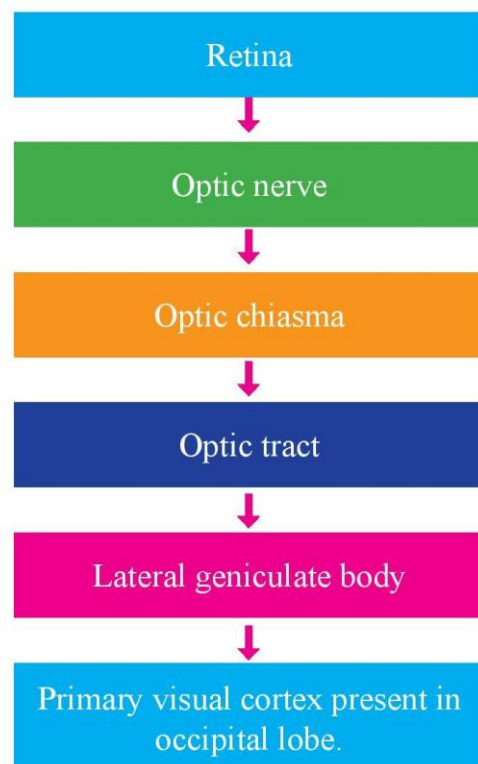 Retina
Optic nerve
Optic chiasma
Optic tract
Lateral geniculate body
Primary visual cortex present in
occipital lobe.